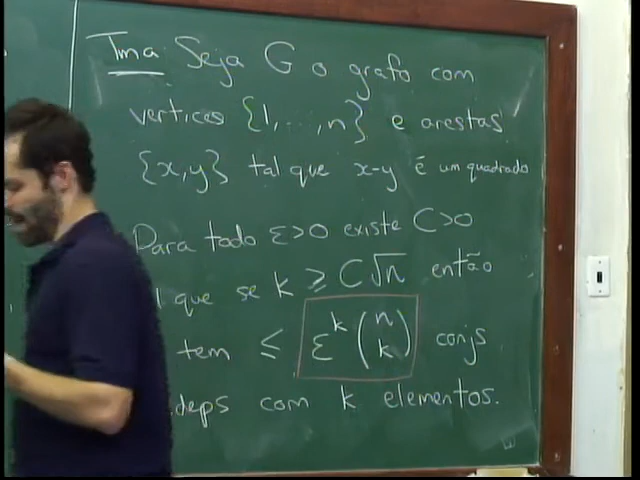 Tma Seja G o grafo com
vertices {1,...,n} e arestas
{x,y} tal que x-y é um quadrado
Para todo ε>0 existe C>0
que se k ≥ C√n então
tem ≤ ε^k (n k) conjs
deps com k elementos.